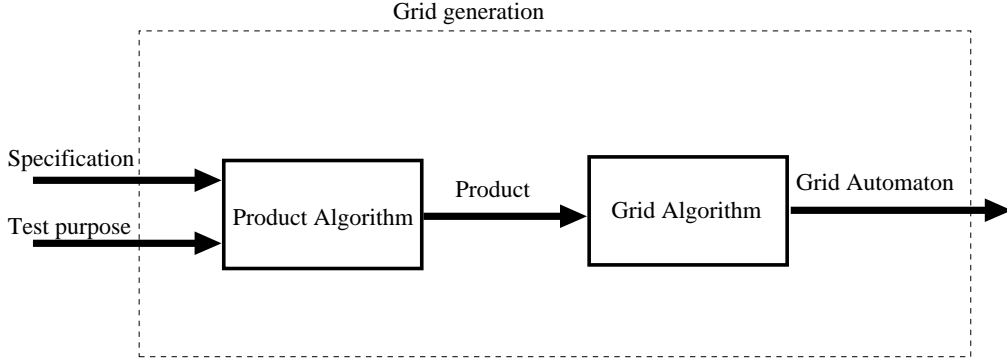 Grid generation
Specification
Test purpose
Product Algorithm
Product
Grid Algorithm
Grid Automaton